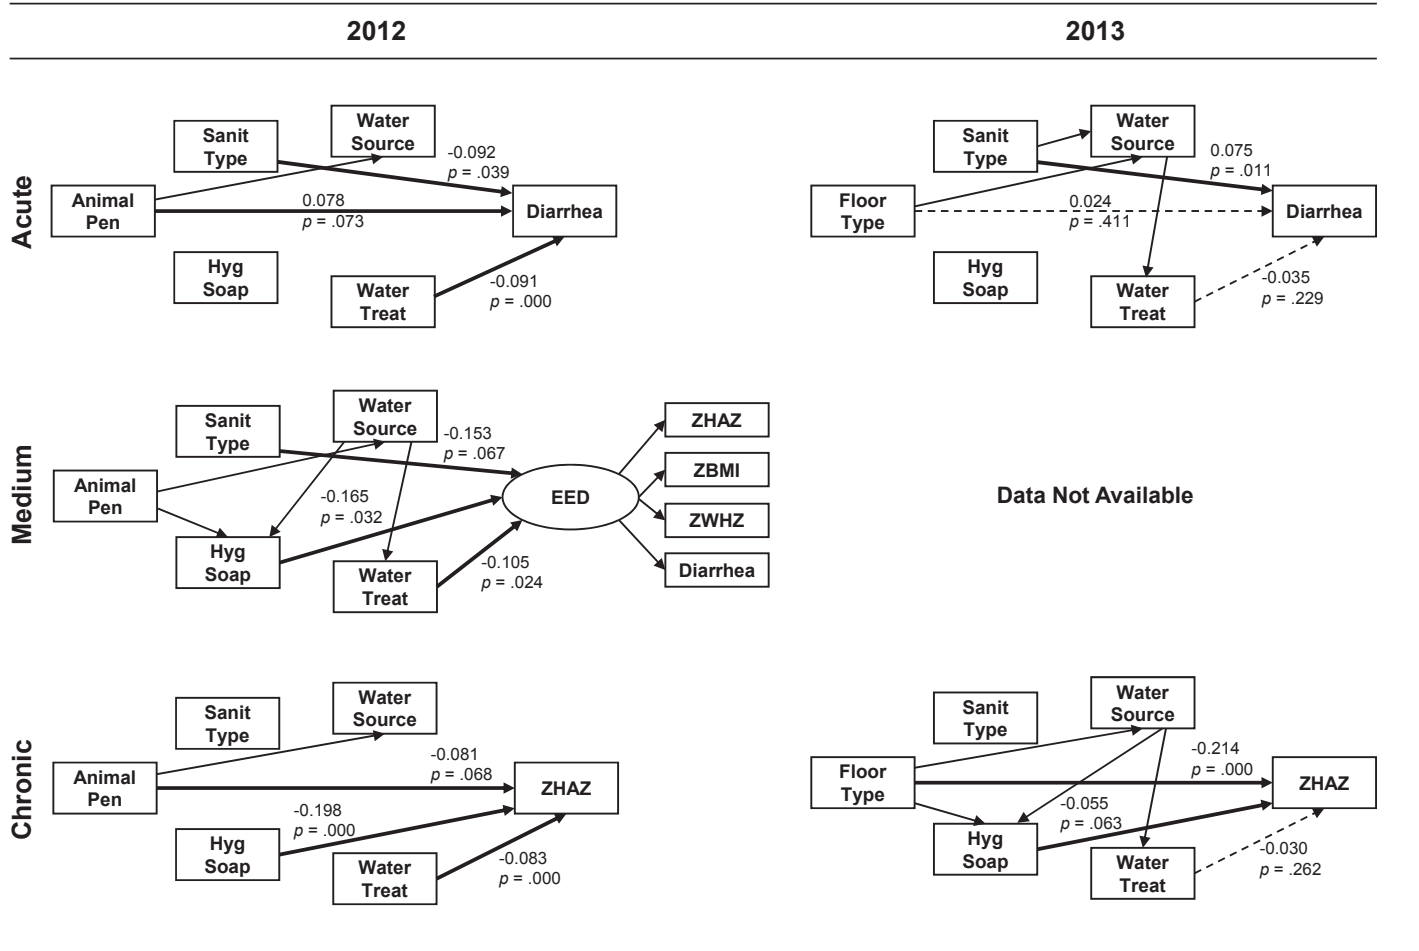 2012
2013
Acute
Sanit
Type
Water
Source
-0.092
p = .039
Animal
Pen
0.078
p = .073
Diarrhea
Hyg
Soap
Water
Treat
-0.091
p = .000
Sanit
Type
Water
Source
0.075
p = .011
Floor
Type
0.024
p = .411
Diarrhea
Hyg
Soap
Water
Treat
-0.035
p = .229
Medium
Sanit
Type
Water
Source
-0.153
p = .067
Animal
Pen
-0.165
p = .032
EED
Hyg
Soap
Water
Treat
-0.105
p = .024
ZHAZ
ZBMI
ZWHZ
Diarrhea
Data Not Available
Chronic
Sanit
Type
Water
Source
-0.081
p = .068
Animal
Pen
ZHAZ
-0.198
p = .000
Hyg
Soap
Water
Treat
-0.083
p = .000
Sanit
Type
Water
Source
-0.214
p = .000
Floor
Type
ZHAZ
-0.055
p = .063
Hyg
Soap
Water
Treat
-0.030
p = .262